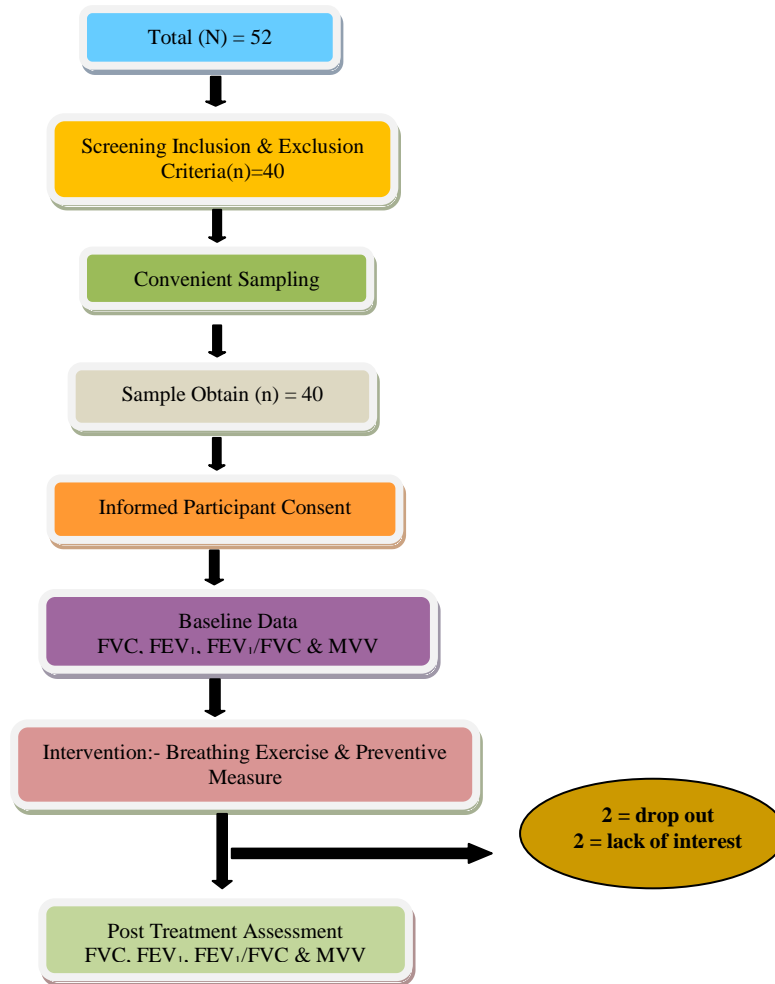 Total (N) = 52
Screening Inclusion & Exclusion
Criteria(n)=40
Convenient Sampling
Sample Obtain (n) = 40
Informed Participant Consent
Baseline Data
FVC, FEV₁, FEV₁/FVC & MVV
Intervention:- Breathing Exercise & Preventive
Measure
2 = drop out
2 = lack of interest
Post Treatment Assessment
FVC, FEV₁, FEV₁/FVC & MVV